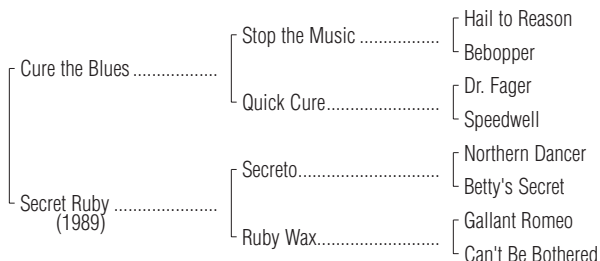 Hail to Reason
Stop the Music ..................
Bebopper
Cure the Blues ...................
Dr. Fager
Quick Cure.........................
Speedwell
Northern Dancer
Secreto...............................
Betty's Secret
Secret Ruby .......................
(1989)
Gallant Romeo
Ruby Wax...........................
Can't Be Bothered